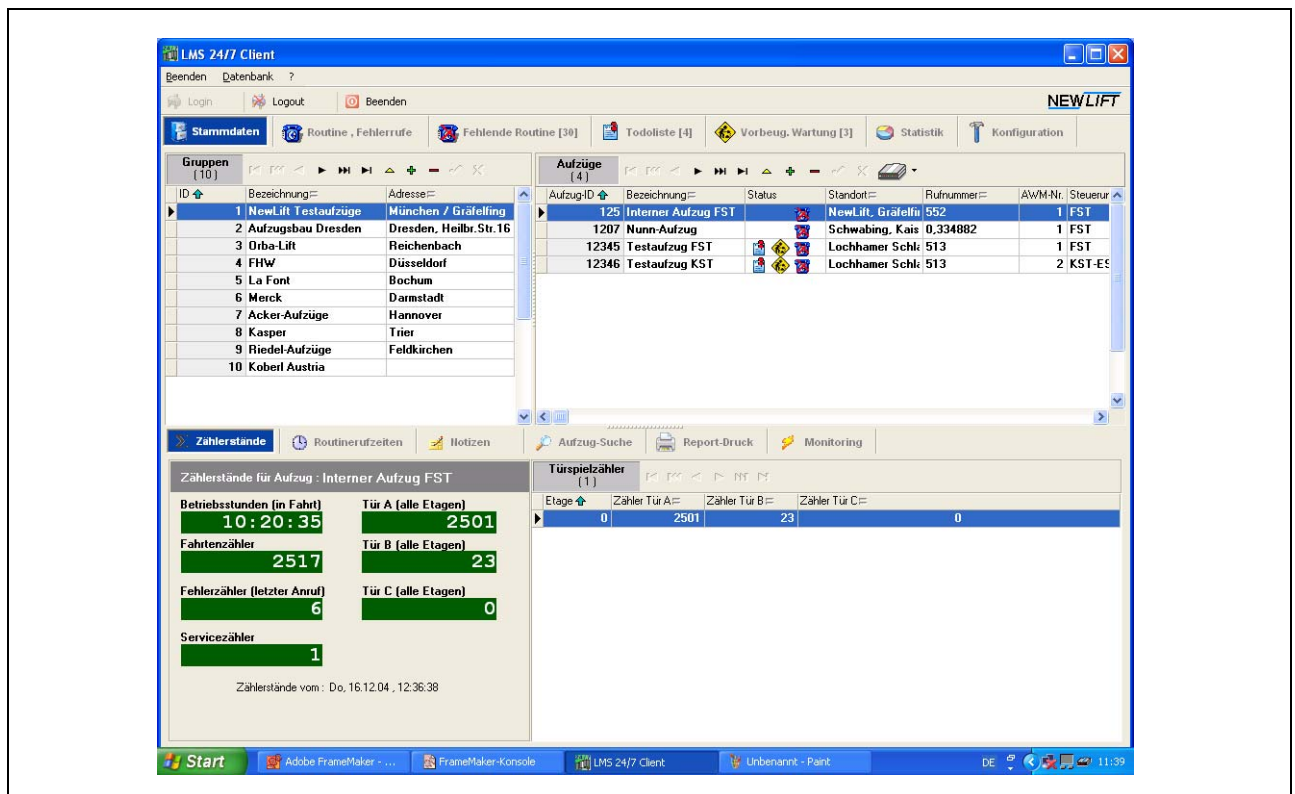 LMS 24/7 Client
Beenden Datenbank ?
Login Logout Beenden NEWLIFT
Stammdaten Routine , Fehlerrufe Fehlende Routine [30] Todoliste [4] Vorbeug. Wartung [3] Statistik Konfiguration
Gruppen (10)
ID Bezeichnung Adresse
1 NewLift Testaufzüge München / Gräfelfing
2 Aufzugsbau Dresden Dresden, Heilbr.Str.16
3 Orba-Lift Reichenbach
4 FHW Düsseldorf
5 La Font Bochum
6 Merck Darmstadt
7 Acker-Aufzüge Hannover
8 Kasper Trier
9 Riedel-Aufzüge Feldkirchen
10 Koberl Austria
Aufzüge (4)
Aufzug-ID Bezeichnung Status Standort Rufnummer AWM-Nr. Steuerur
125 Interner Aufzug FST NewLift, Gräfelfii 552 1 FST
1207 Nunn-Aufzug Schwabing, Kais 0,334882 1 FST
12345 Testaufzug FST Lochhamer Schla 513 1 FST
12346 Testaufzug KST Lochhamer Schla 513 2 KST-ES
Zählerstände Routinerufzeiten Notizen Aufzug-Suche Report-Druck Monitoring
Zählerstände für Aufzug : Interner Aufzug FST
Betriebsstunden (in Fahrt) Tür A (alle Etagen)
10:20:35 2501
Fahrtenzähler Tür B (alle Etagen)
2517 23
Fehlerzähler (letzter Anruf) Tür C (alle Etagen)
6 0
Servicezähler
1
Zählerstände vom : Do, 16.12.04 , 12:36:38
Türspielzähler (1)
Etage Zähler Tür A Zähler Tür B Zähler Tür C
0 2501 23 0
Start Adobe FrameMaker - ... FrameMaker-Konsole LMS 24/7 Client Unbenannt - Paint DE 11:39